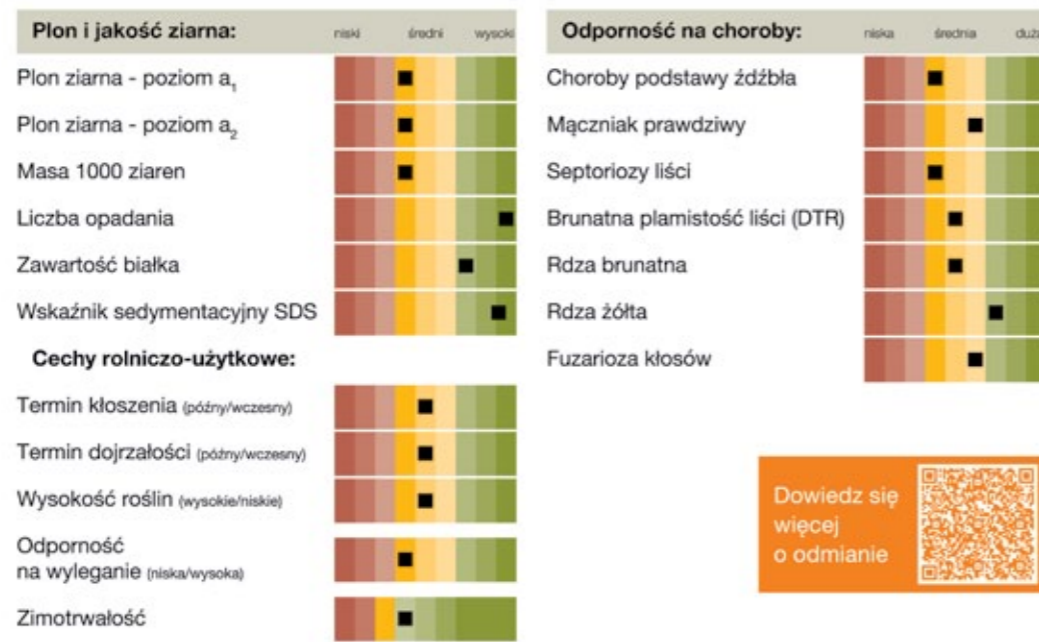 Plon i jakość ziarna:
niski średni wysoki
Plon ziarna - poziom a₁
Plon ziarna - poziom a₂
Masa 1000 ziaren
Liczba opadania
Zawartość białka
Wskaźnik sedymentacyjny SDS
Cechy rolniczo-użytkowe:
Termin kłoszenia (późny/wczesny)
Termin dojrzałości (późny/wczesny)
Wysokość roślin (wysokie/niskie)
Odporność
na wyleganie (niska/wysoka)
Zimotrwałość
Odporność na choroby:
niska średnia duża
Choroby podstawy źdźbła
Mączniak prawdziwy
Septoriozy liści
Brunatna plamistość liści (DTR)
Rdza brunatna
Rdza żółta
Fuzarioza kłosów
Dowiedz się
więcej
o odmianie